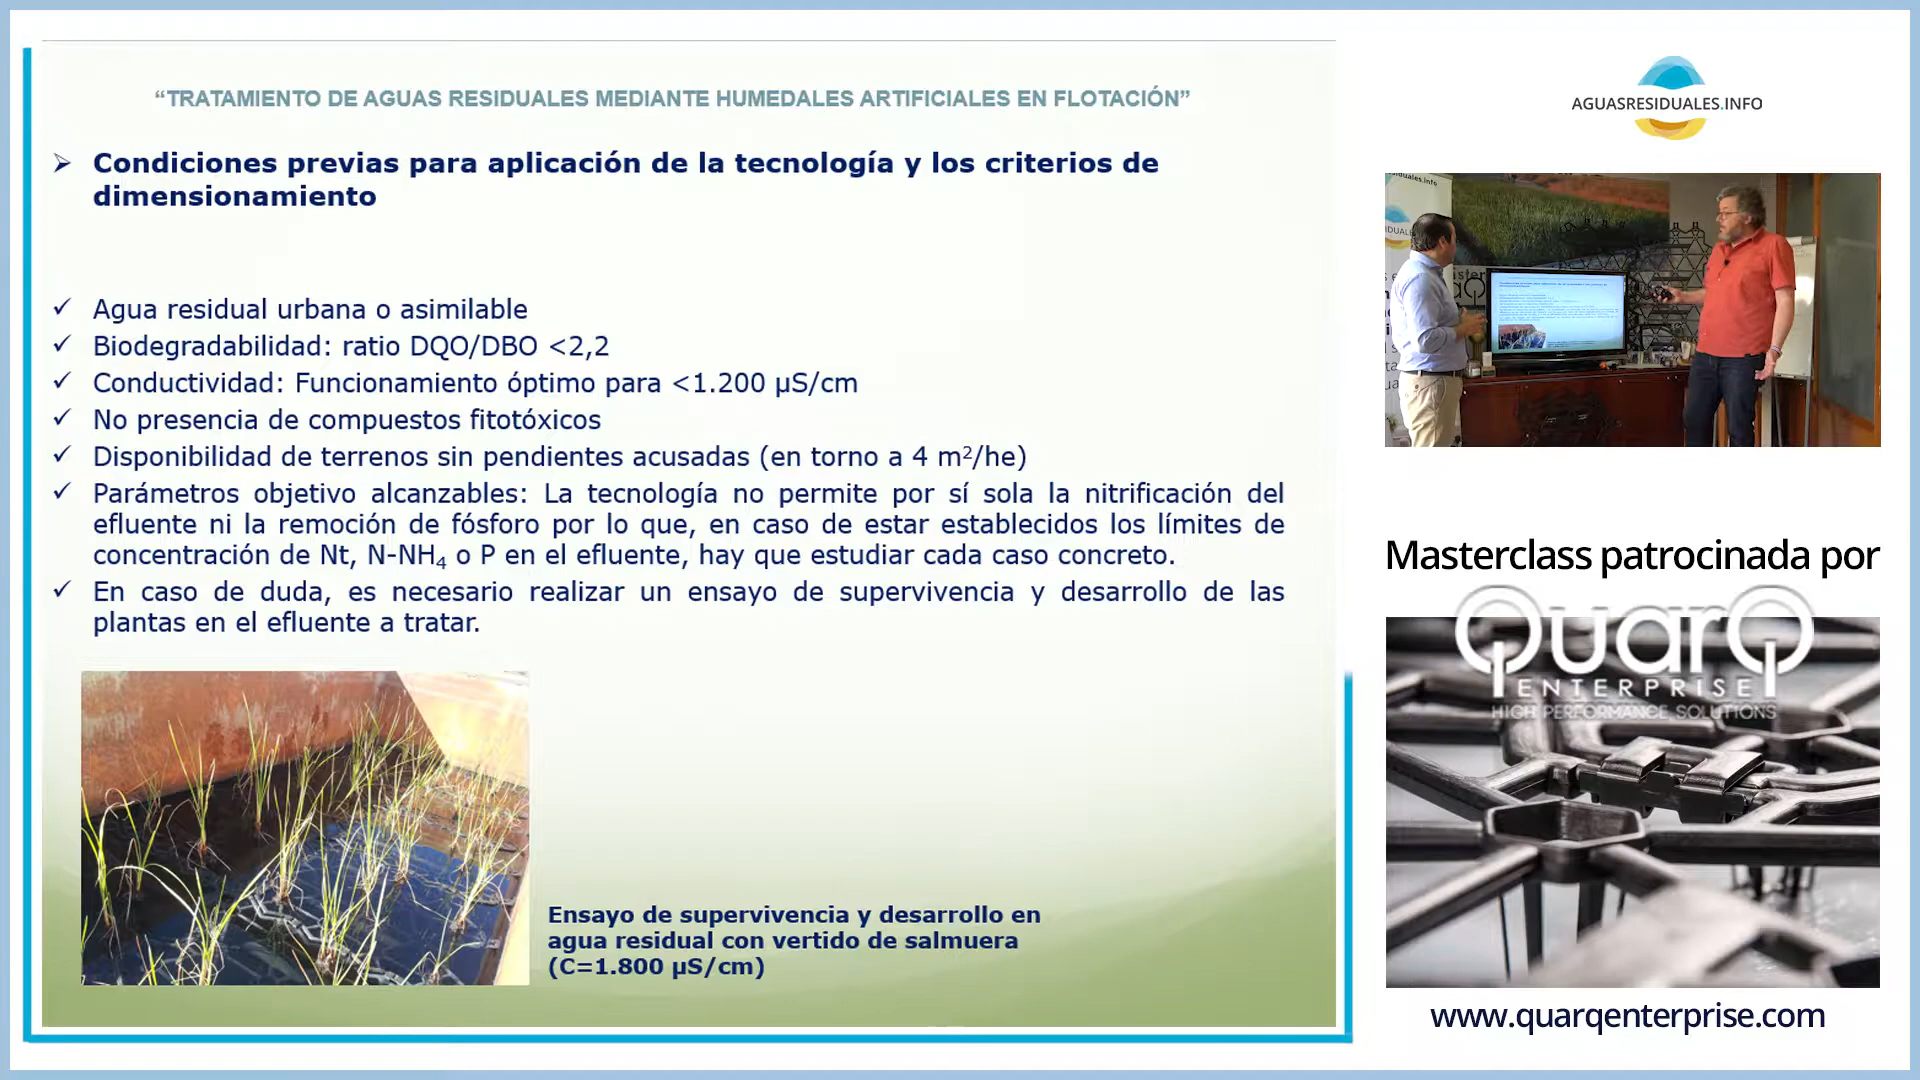 “TRATAMIENTO DE AGUAS RESIDUALES MEDIANTE HUMEDALES ARTIFICIALES EN FLOTACIÓN”
➢ Condiciones previas para aplicación de la tecnología y los criterios de
dimensionamiento
✓ Agua residual urbana o asimilable
✓ Biodegradabilidad: ratio DQO/DBO <2,2
✓ Conductividad: Funcionamiento óptimo para <1.200 µS/cm
✓ No presencia de compuestos fitotóxicos
✓ Disponibilidad de terrenos sin pendientes acusadas (en torno a 4 m²/he)
✓ Parámetros objetivo alcanzables: La tecnología no permite por sí sola la nitrificación del
efluente ni la remoción de fósforo por lo que, en caso de estar establecidos los límites de
concentración de Nt, N-NH₄ o P en el efluente, hay que estudiar cada caso concreto.
✓ En caso de duda, es necesario realizar un ensayo de supervivencia y desarrollo de las
plantas en el efluente a tratar.
Ensayo de supervivencia y desarrollo en
agua residual con vertido de salmuera
(C=1.800 µS/cm)
AGUASRESIDUALES.INFO
Masterclass patrocinada por
QuarQ
ENTERPRISE
HIGH PERFORMANCE SOLUTIONS
www.quarqenterprise.com